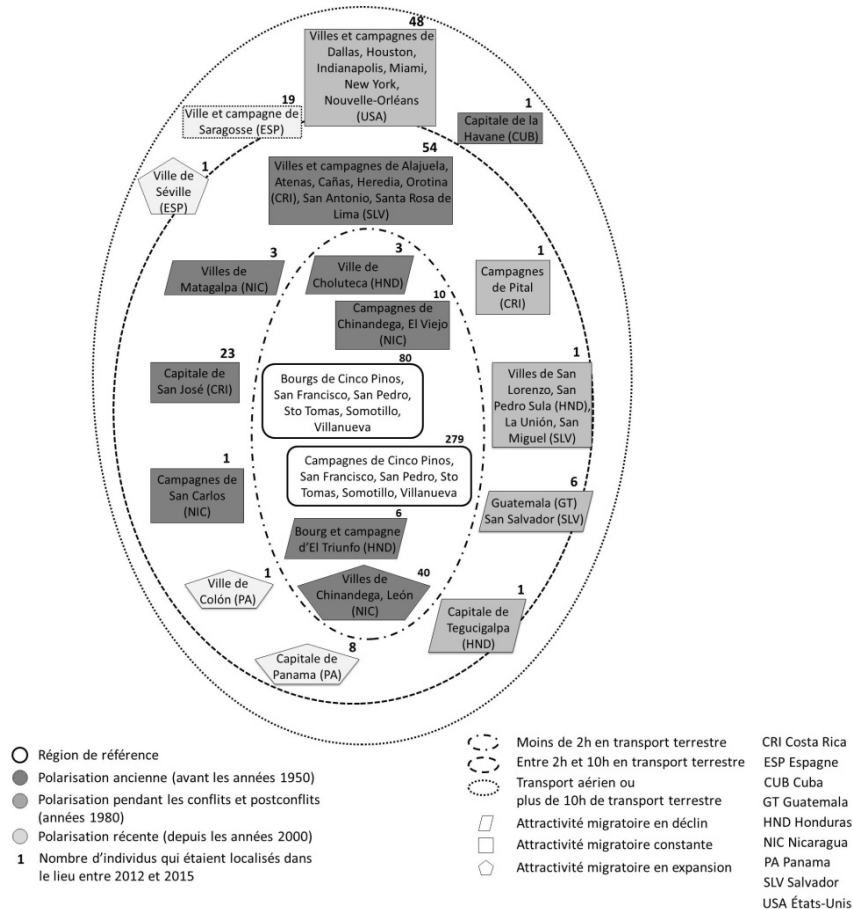 48
Villes et campagnes de
Dallas, Houston,
Indianapolis, Miami,
New York,
Nouvelle-Orléans
(USA)
19
Ville et campagne de
Saragosse (ESP)
1
Capitale de la
Havane (CUB)
1
Ville de
Séville
(ESP)
54
Villes et campagnes de Alajuela,
Atenas, Cañas, Heredia, Orotina
(CRI), San Antonio, Santa Rosa de
Lima (SLV)
3
Villes de
Matagalpa (NIC)
3
Ville de
Choluteca (HND)
1
Campagnes
de Pital
(CRI)
10
Campagnes de
Chinandega, El Viejo
(NIC)
23
Capitale de
San José (CRI)
80
Bourgs de Cinco Pinos,
San Francisco, San Pedro,
Sto Tomas, Somotillo,
Villanueva
1
Villes de San
Lorenzo, San
Pedro Sula (HND),
La Unión, San
Miguel (SLV)
279
Campagnes de Cinco Pinos,
San Francisco, San Pedro, Sto
Tomas, Somotillo, Villanueva
1
Campagnes de
San Carlos
(NIC)
6
Guatemala (GT)
San Salvador (SLV)
6
Bourg et campagne
d'El Triunfo (HND)
1
Ville de
Colón (PA)
40
Villes de
Chinandega, León
(NIC)
1
Capitale de
Tegucigalpa
(HND)
8
Capitale de
Panama (PA)
Région de référence
Polarisation ancienne (avant les années 1950)
Polarisation pendant les conflits et postconflits
(années 1980)
Polarisation récente (depuis les années 2000)
1 Nombre d'individus qui étaient localisés dans
le lieu entre 2012 et 2015
Moins de 2h en transport terrestre
Entre 2h et 10h en transport terrestre
Transport aérien ou
plus de 10h de transport terrestre
Attractivité migratoire en déclin
Attractivité migratoire constante
Attractivité migratoire en expansion
CRI Costa Rica
ESP Espagne
CUB Cuba
GT Guatemala
HND Honduras
NIC Nicaragua
PA Panama
SLV Salvador
USA États-Unis